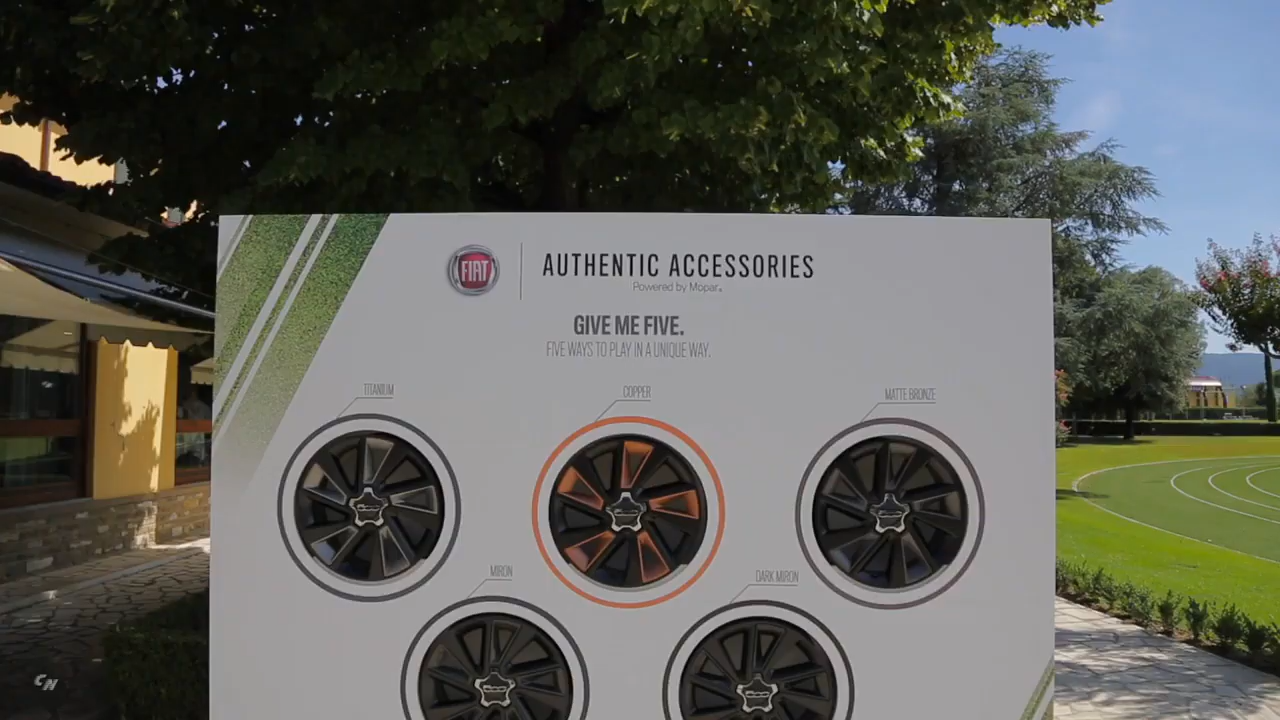 FIAT
AUTHENTIC ACCESSORIES
Powered by Mopar®
GIVE ME FIVE.
FIVE WAYS TO PLAY IN A UNIQUE WAY.
TITANIUM
COPPER
MATTE BRONZE
MIRON
DARK MIRON
CN